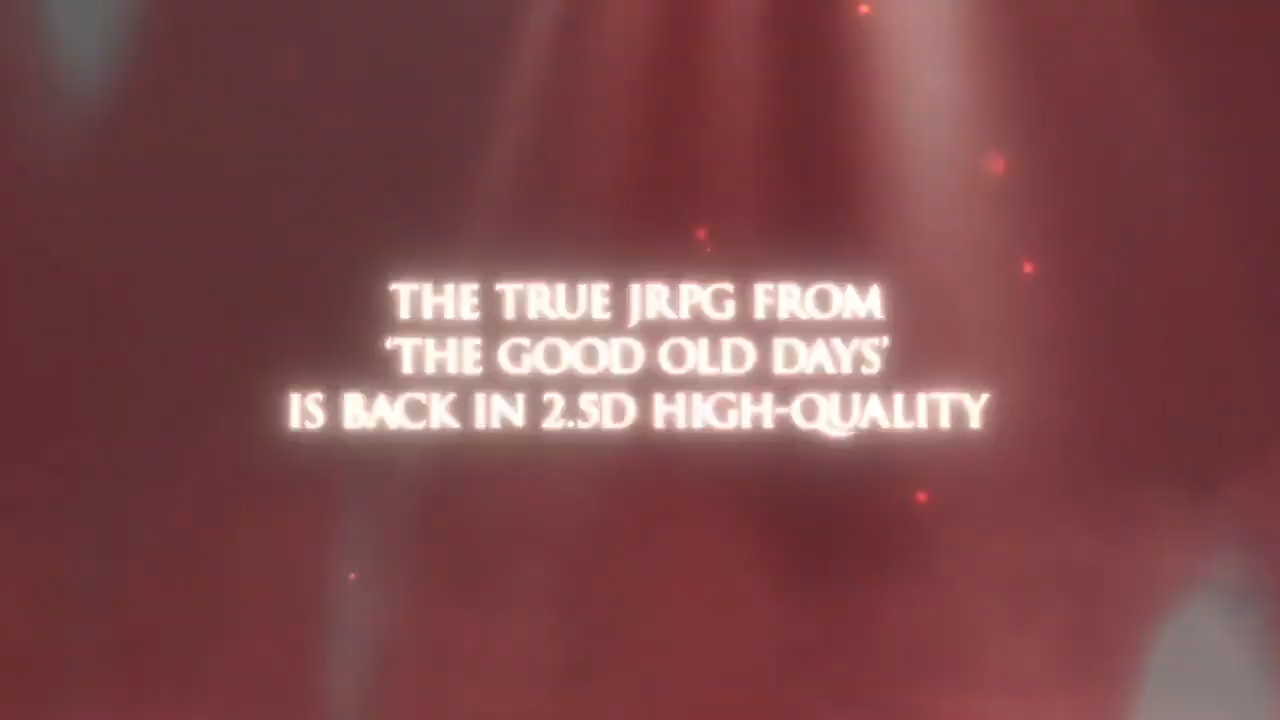 THE TRUE JRPG FROM
‘THE GOOD OLD DAYS’
IS BACK IN 2.5D HIGH-QUALITY